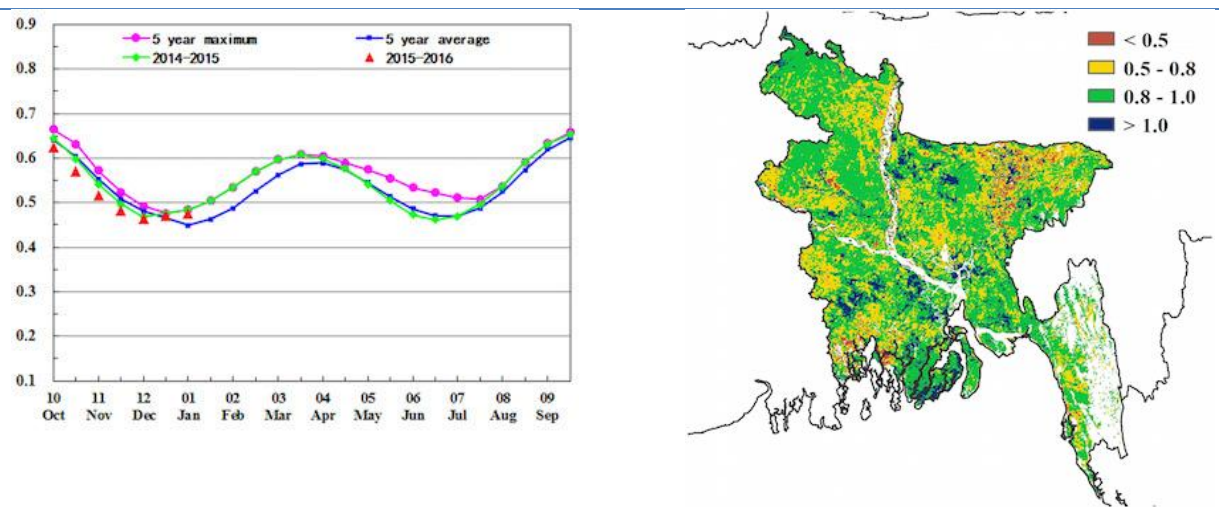 0.9
5 year maximum 5 year average
2014-2015 2015-2016
0.8
0.7
0.6
0.5
0.4
0.3
0.2
0.1
10 11 12 01 02 03 04 05 06 07 08 09
Oct Nov Dec Jan Feb Mar Apr May Jun Jul Aug Sep
< 0.5
0.5 - 0.8
0.8 - 1.0
> 1.0